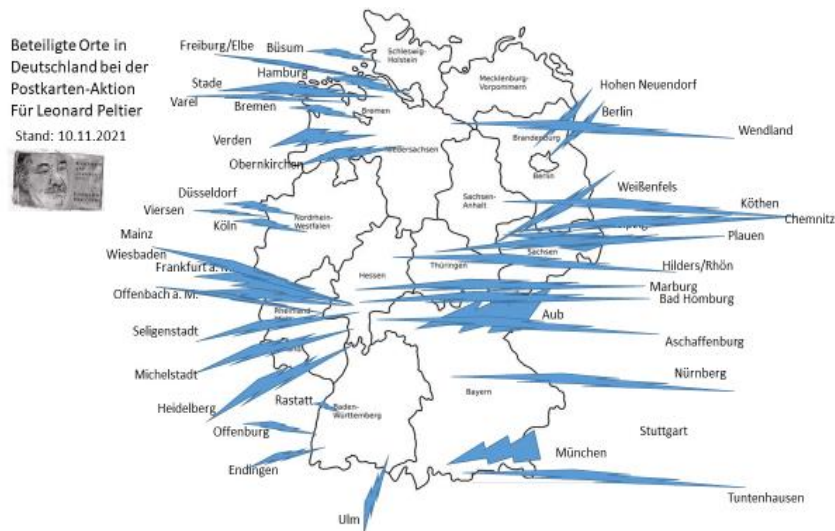 Beteiligte Orte in
Deutschland bei der
Postkarten-Aktion
Für Leonard Peltier
Stand: 10.11.2021
Freiburg/Elbe
Büsum
Schleswig-
Holstein
Hamburg
Mecklenburg-
Vorpommern
Stade
Varel
Bremen
Bremen
Hohen Neuendorf
Berlin
Wendland
Verden
Niedersachsen
Brandenburg
Obernkirchen
Berlin
Weißenfels
Düsseldorf
Sachsen-
Anhalt
Köthen
Viersen
Nordrhein-
Westfalen
Chemnitz
Köln
Plauen
Mainz
Wiesbaden
Sachsen
Hessen
Thüringen
Hilders/Rhön
Frankfurt a. M.
Marburg
Offenbach a. M.
Bad Homburg
Rheinland-
Aub
Seligenstadt
Aschaffenburg
Michelstadt
Nürnberg
Heidelberg
Rastatt
Baden-
Württemberg
Bayern
Offenburg
Stuttgart
München
Endingen
Tuntenhausen
Ulm